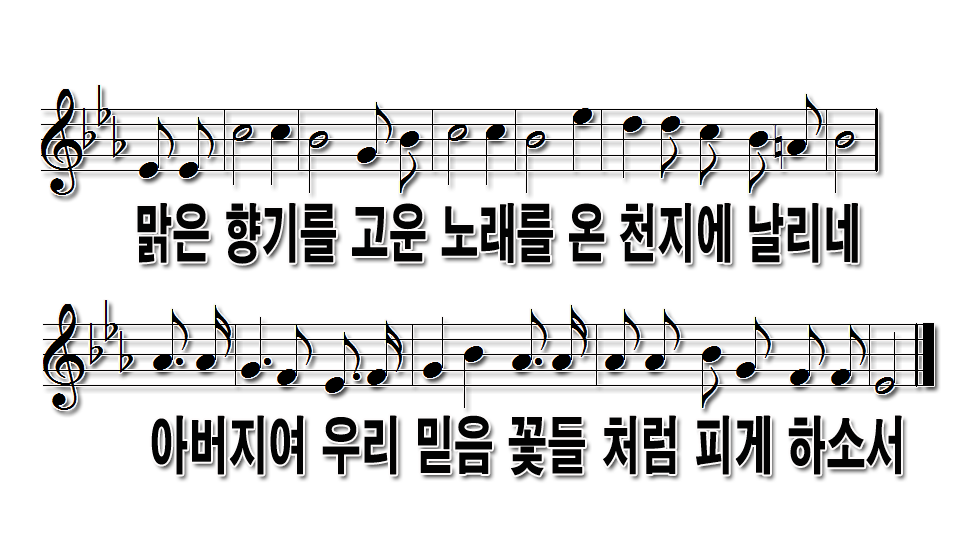 맑은 향기를 고운 노래를 온 천지에 날리네
아버지여 우리 믿음 꽃들 처럼 피게 하소서